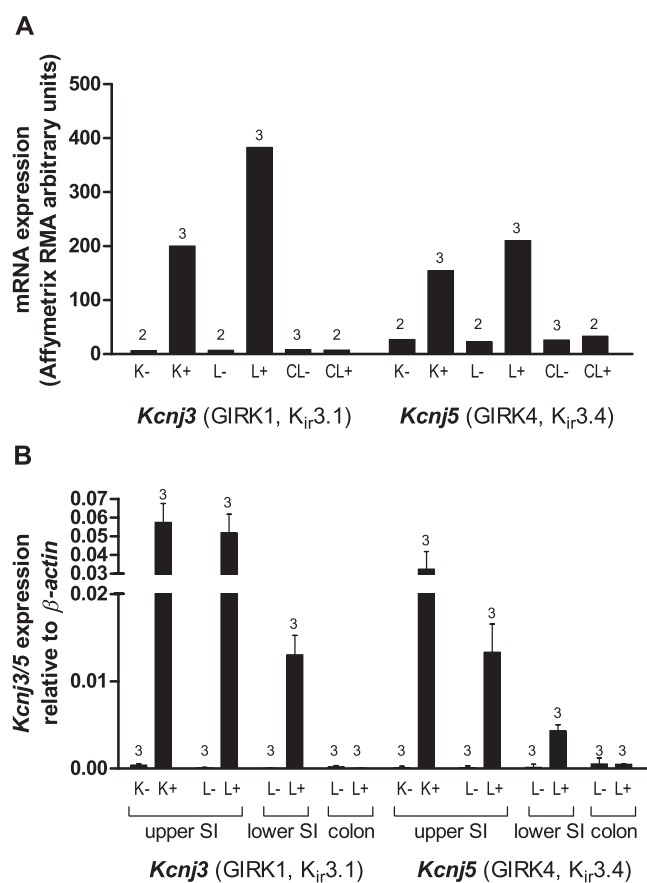 A
mRNA expression
(Affymetrix RMA arbitrary units)
500
400
300
200
100
0
2 3 2 3 3 2 2 3 2 3 3 2
K- K+ L- L+ CL- CL+ K- K+ L- L+ CL- CL+
Kcnj3 (GIRK1, Kir3.1) Kcnj5 (GIRK4, Kir3.4)
B
Kcnj3/5 expression
relative to β-actin
0.07
0.06
0.05
0.04
0.03
0.02
0.01
0.00
3 3 3 3 3 3 3 3 3 3 3 3 3 3 3 3
K- K+ L- L+ L- L+ L- L+ K- K+ L- L+ L- L+ L- L+
upper SI lower SI colon upper SI lower SI colon
Kcnj3 (GIRK1, Kir3.1) Kcnj5 (GIRK4, Kir3.4)